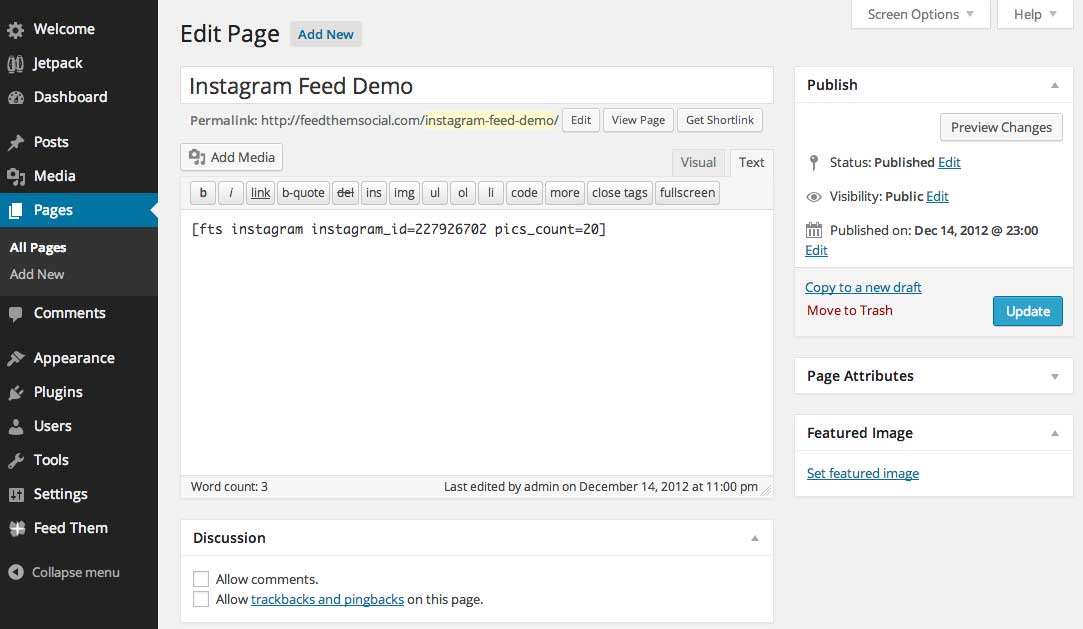 Welcome
Jetpack
Dashboard
Posts
Media
Pages
All Pages
Add New
Comments
Appearance
Plugins
Users
Tools
Settings
Feed Them
Collapse menu
Screen Options
Help
Edit Page
Add New
Instagram Feed Demo
Permalink: http://feedthemsocial.com/instagram-feed-demo/ Edit View Page Get Shortlink
Add Media
Visual Text
b i link b-quote del ins img ul ol li code more close tags fullscreen
[fts instagram instagram_id=227926702 pics_count=20]
Word count: 3
Last edited by admin on December 14, 2012 at 11:00 pm
Discussion
Allow comments.
Allow trackbacks and pingbacks on this page.
Publish
Preview Changes
Status: Published Edit
Visibility: Public Edit
Published on: Dec 14, 2012 @ 23:00
Edit
Copy to a new draft
Move to Trash
Update
Page Attributes
Featured Image
Set featured image